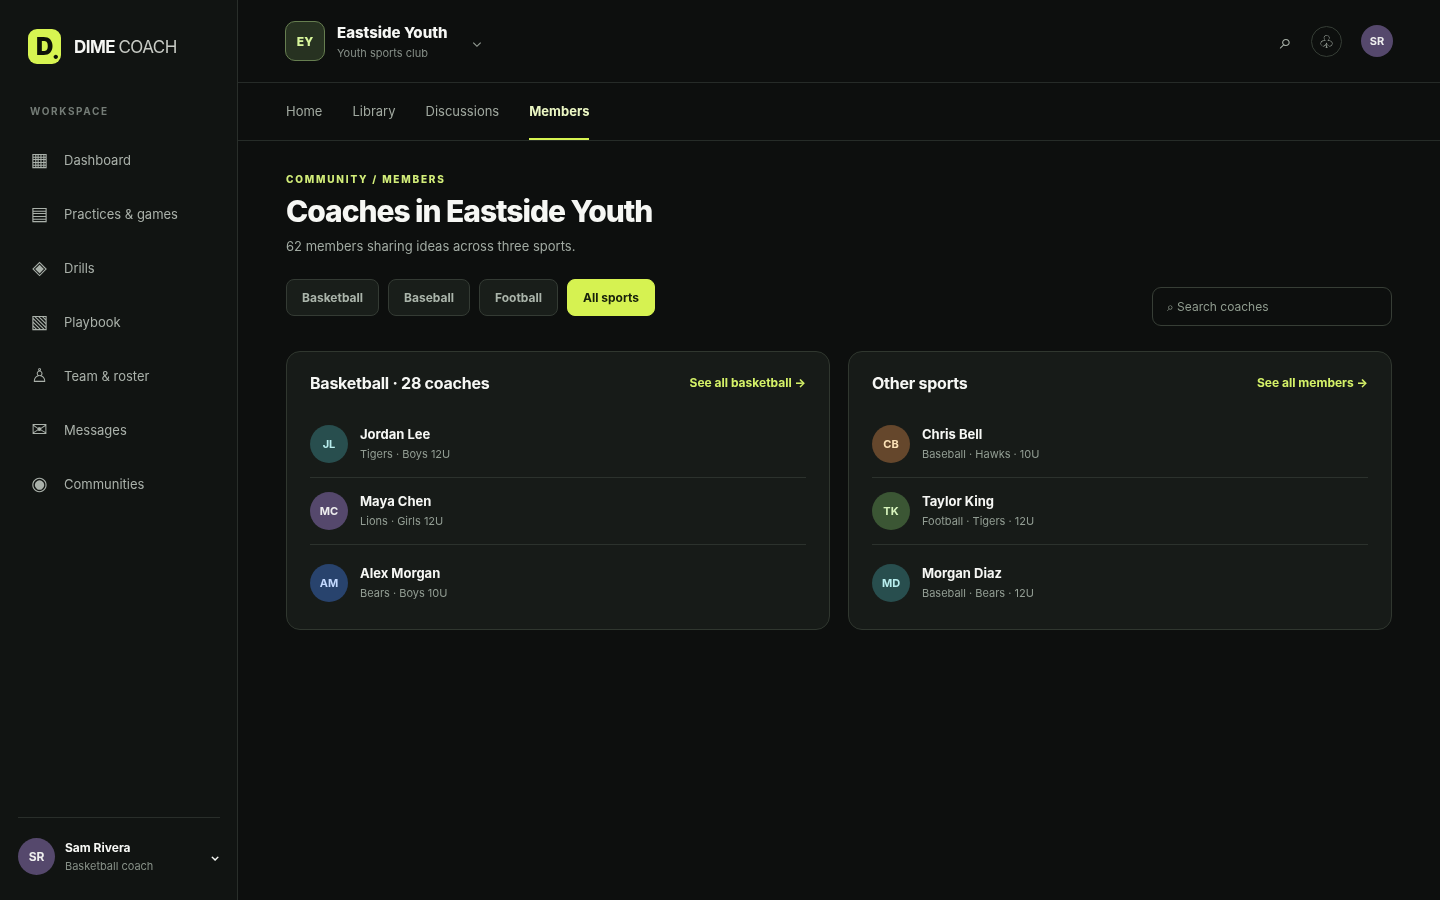 D.
DIME COACH
WORKSPACE
Dashboard
Practices & games
Drills
Playbook
Team & roster
Messages
Communities
SR
Sam Rivera
Basketball coach
EY
Eastside Youth
Youth sports club
SR
Home
Library
Discussions
Members
COMMUNITY / MEMBERS
Coaches in Eastside Youth
62 members sharing ideas across three sports.
Basketball
Baseball
Football
All sports
Search coaches
Basketball · 28 coaches
See all basketball →
JL
Jordan Lee
Tigers · Boys 12U
MC
Maya Chen
Lions · Girls 12U
AM
Alex Morgan
Bears · Boys 10U
Other sports
See all members →
CB
Chris Bell
Baseball · Hawks · 10U
TK
Taylor King
Football · Tigers · 12U
MD
Morgan Diaz
Baseball · Bears · 12U